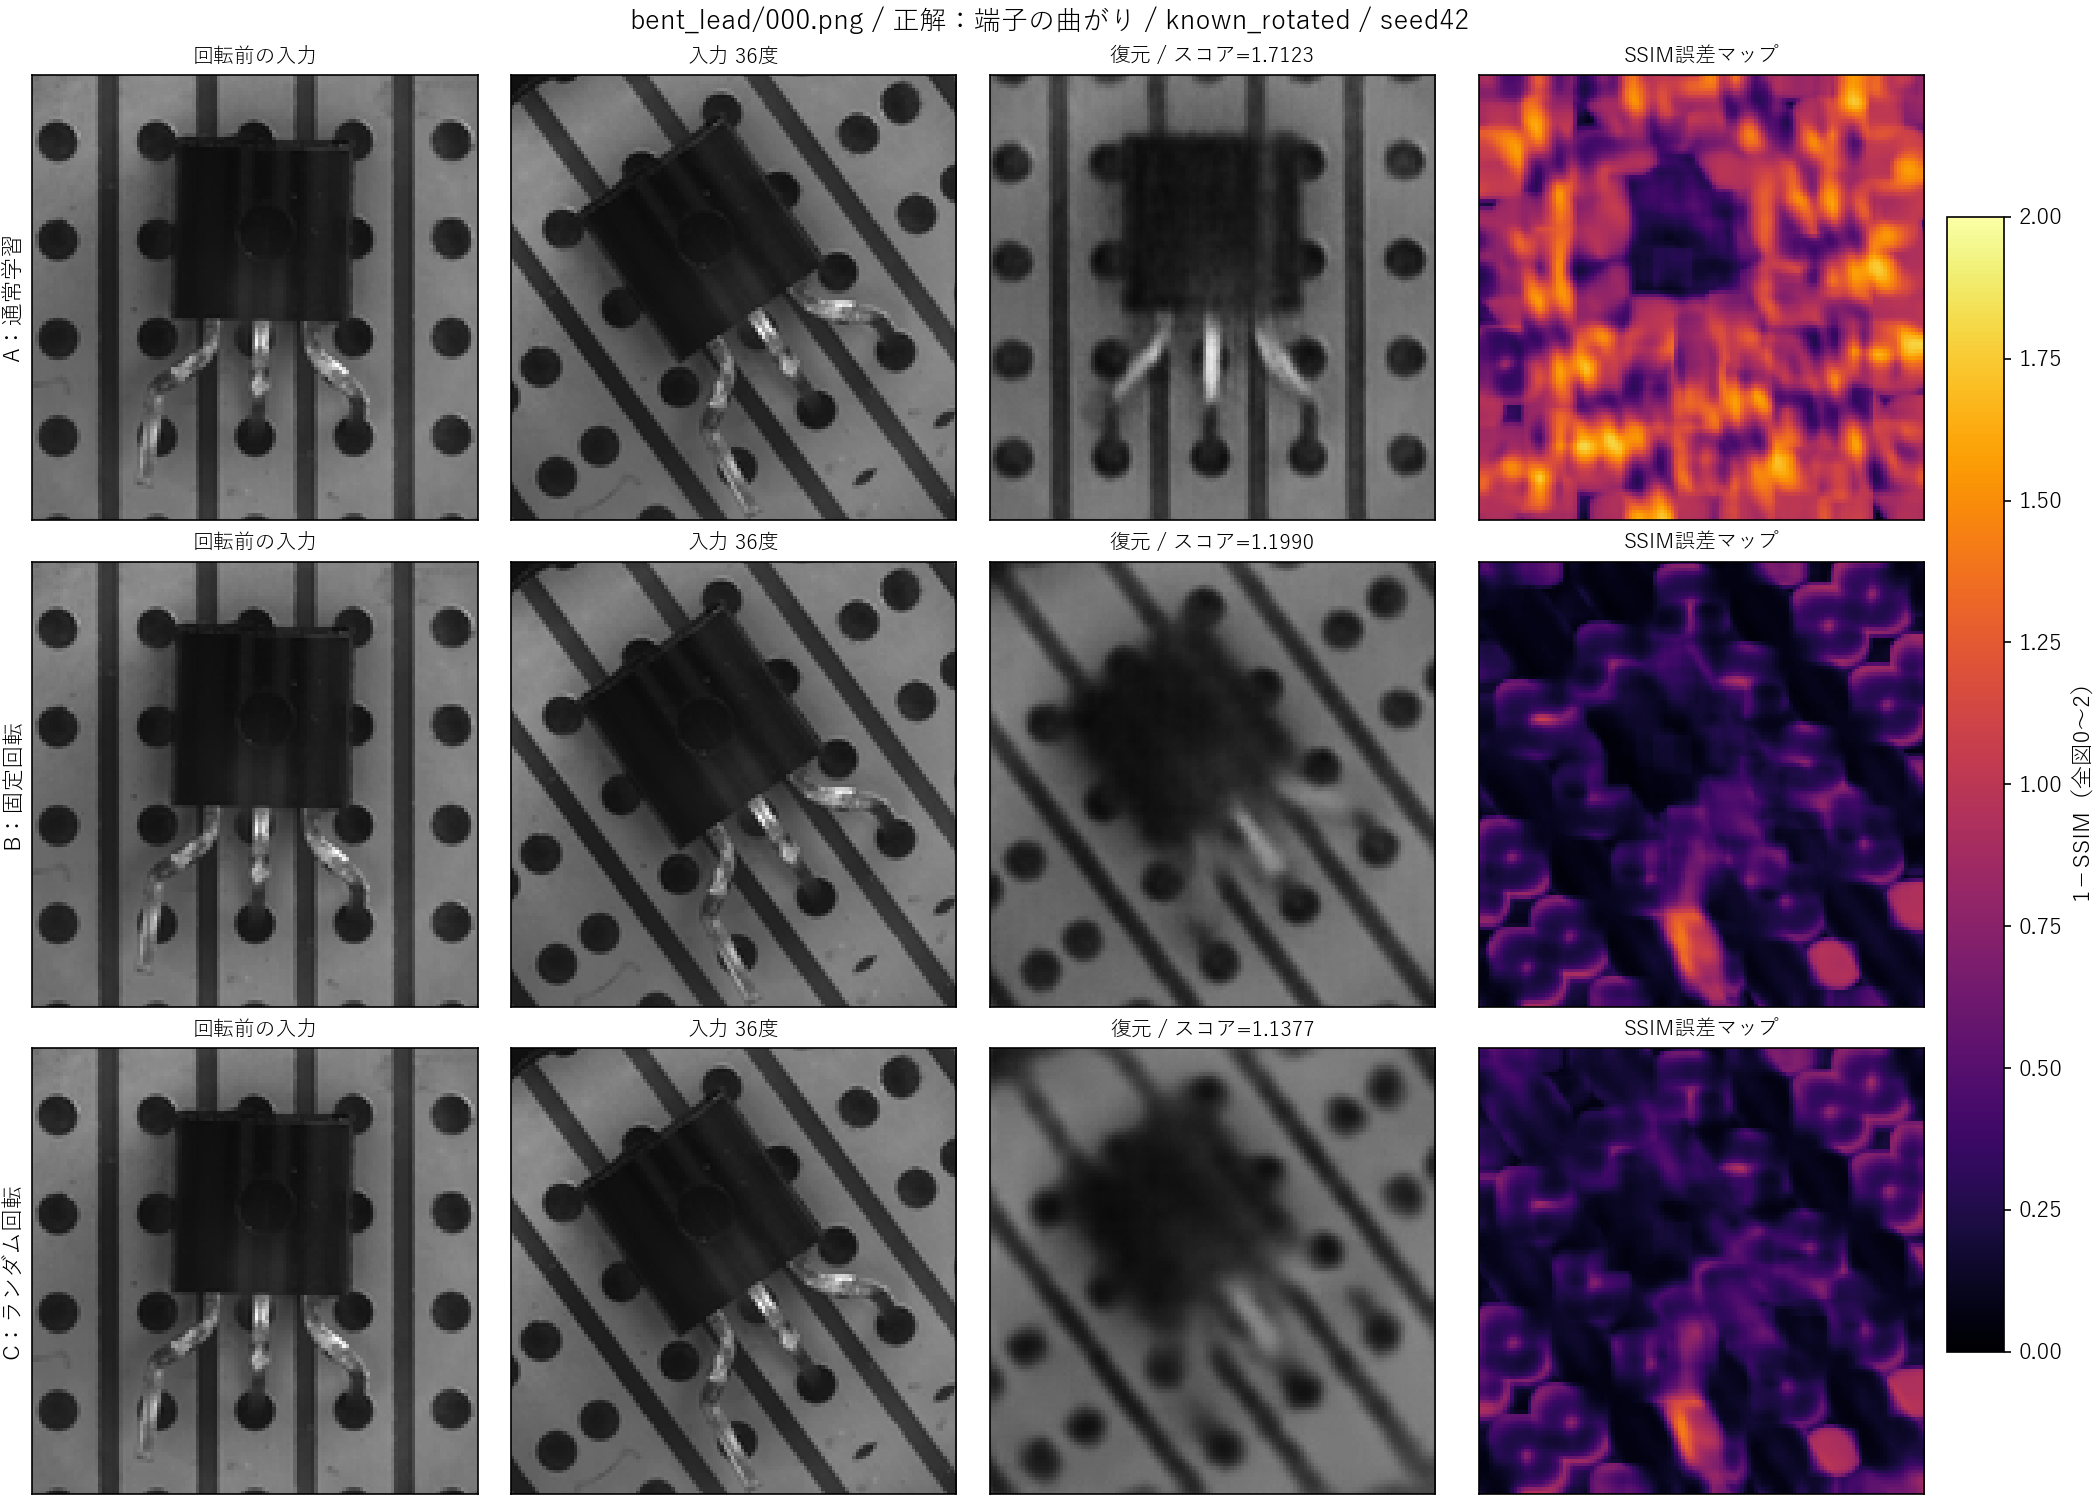 bent_lead/000.png / 正解：端子の曲がり / known_rotated / seed42
回転前の入力
入力 36度
復元 / スコア=1.7123
SSIM誤差マップ
A：通常学習
回転前の入力
入力 36度
復元 / スコア=1.1990
SSIM誤差マップ
B：固定回転
回転前の入力
入力 36度
復元 / スコア=1.1377
SSIM誤差マップ
C：ランダム回転
2.00
1.75
1.50
1.25
1.00
0.75
0.50
0.25
0.00
1－SSIM（全図0～2）